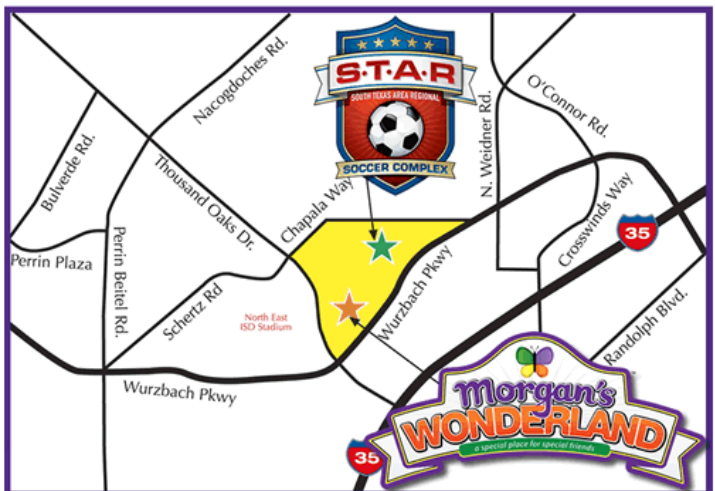 Nacogdoches Rd.
S·T·A·R
SOUTH TEXAS AREA REGIONAL
SOCCER COMPLEX
O'Connor Rd.
N. Weidner Rd.
Bulverde Rd.
Thousand Oaks Dr.
Chapala Way
Crosswinds Way
35
Perrin Plaza
Perrin Beitel Rd.
Schertz Rd
North East
ISD Stadium
Wurzbach Pkwy
Randolph Blvd.
Wurzbach Pkwy
Morgan's
WONDERLAND
a special place for special friends
35